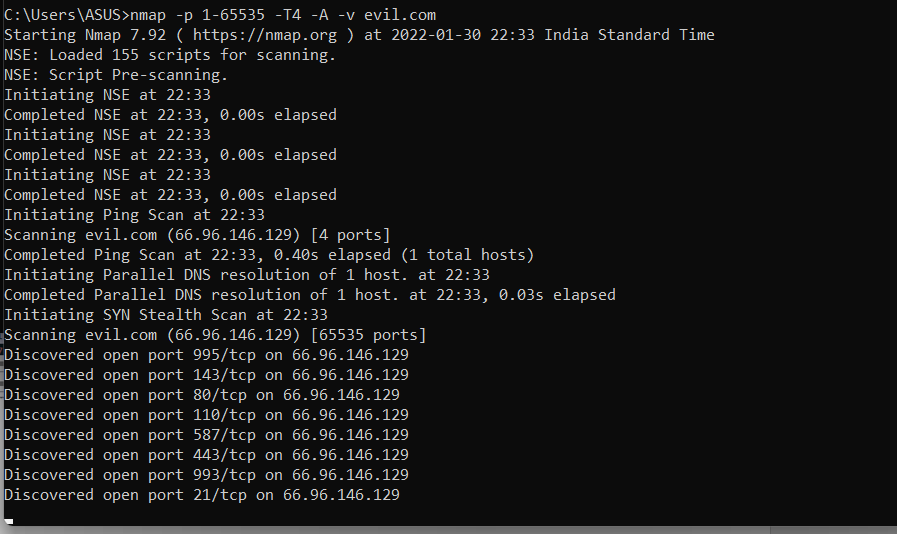 C:\Users\ASUS>nmap -p 1-65535 -T4 -A -v evil.com
Starting Nmap 7.92 ( https://nmap.org ) at 2022-01-30 22:33 India Standard Time
NSE: Loaded 155 scripts for scanning.
NSE: Script Pre-scanning.
Initiating NSE at 22:33
Completed NSE at 22:33, 0.00s elapsed
Initiating NSE at 22:33
Completed NSE at 22:33, 0.00s elapsed
Initiating NSE at 22:33
Completed NSE at 22:33, 0.00s elapsed
Initiating Ping Scan at 22:33
Scanning evil.com (66.96.146.129) [4 ports]
Completed Ping Scan at 22:33, 0.40s elapsed (1 total hosts)
Initiating Parallel DNS resolution of 1 host. at 22:33
Completed Parallel DNS resolution of 1 host. at 22:33, 0.03s elapsed
Initiating SYN Stealth Scan at 22:33
Scanning evil.com (66.96.146.129) [65535 ports]
Discovered open port 995/tcp on 66.96.146.129
Discovered open port 143/tcp on 66.96.146.129
Discovered open port 80/tcp on 66.96.146.129
Discovered open port 110/tcp on 66.96.146.129
Discovered open port 587/tcp on 66.96.146.129
Discovered open port 443/tcp on 66.96.146.129
Discovered open port 993/tcp on 66.96.146.129
Discovered open port 21/tcp on 66.96.146.129